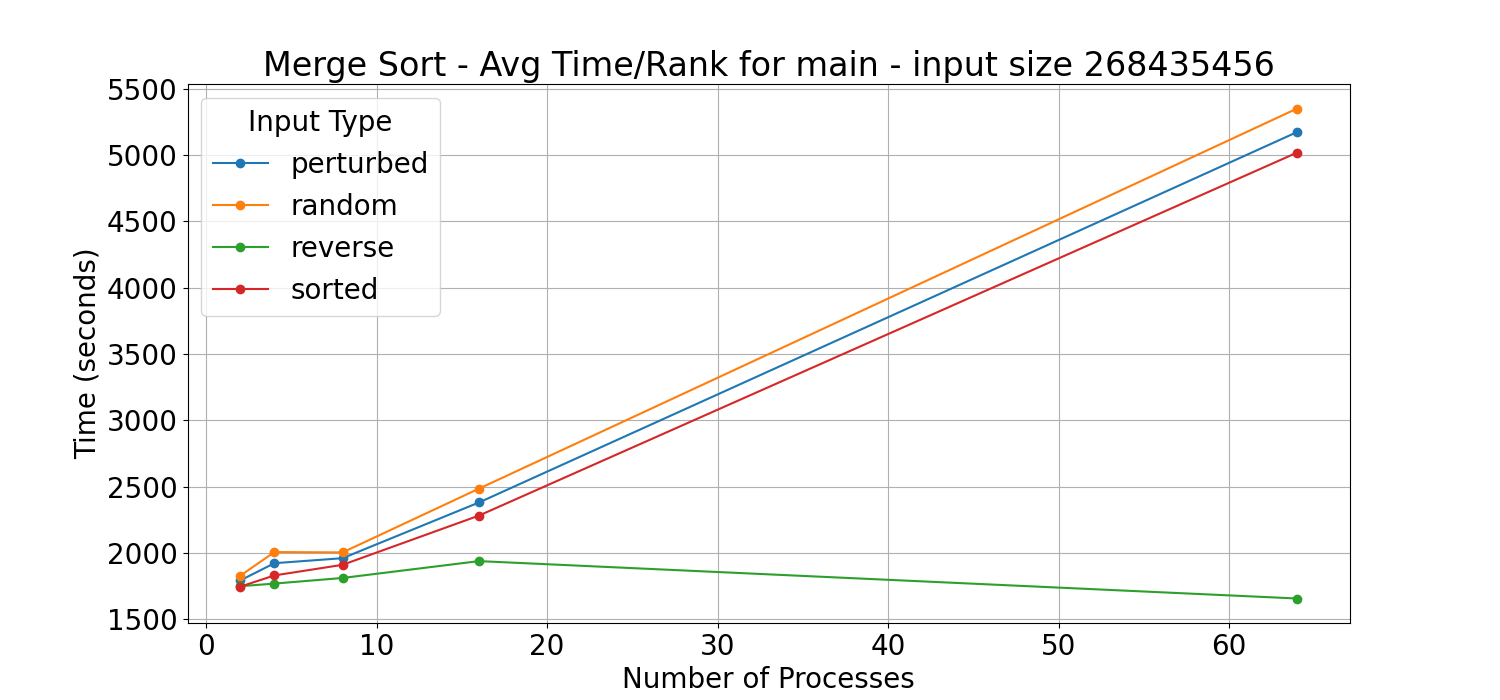 Merge Sort - Avg Time/Rank for main - input size 268435456
5500
5000
4500
4000
3500
3000
2500
2000
1500
Time (seconds)
Input Type
perturbed
random
reverse
sorted
0 10 20 30 40 50 60
Number of Processes